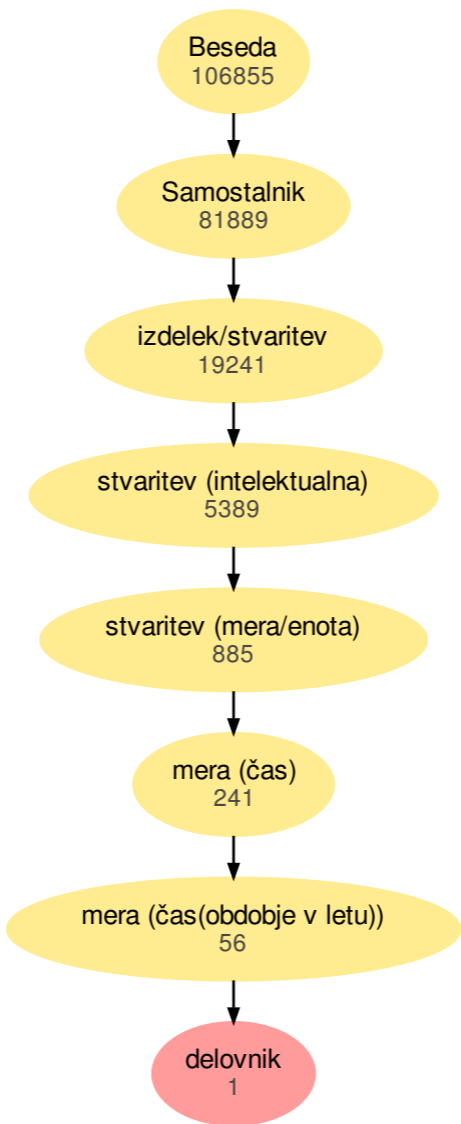 Beseda
106855
Samostalnik
81889
izdelek/stvaritev
19241
stvaritev (intelektualna)
5389
stvaritev (mera/enota)
885
mera (čas)
241
mera (čas(obdobje v letu))
56
delovnik
1